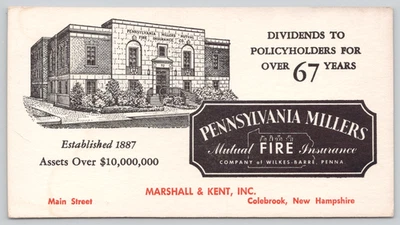 PENNSYLVANIA MILLERS MUTUAL
FIRE INSURANCE CO.
DIVIDENDS TO
POLICYHOLDERS FOR
OVER 67 YEARS
Established 1887
Assets Over $10,000,000
PENNSYLVANIA MILLERS
Mutual FIRE Insurance
COMPANY OF WILKES-BARRE, PENNA
MARSHALL & KENT, INC.
Main Street
Colebrook, New Hampshire